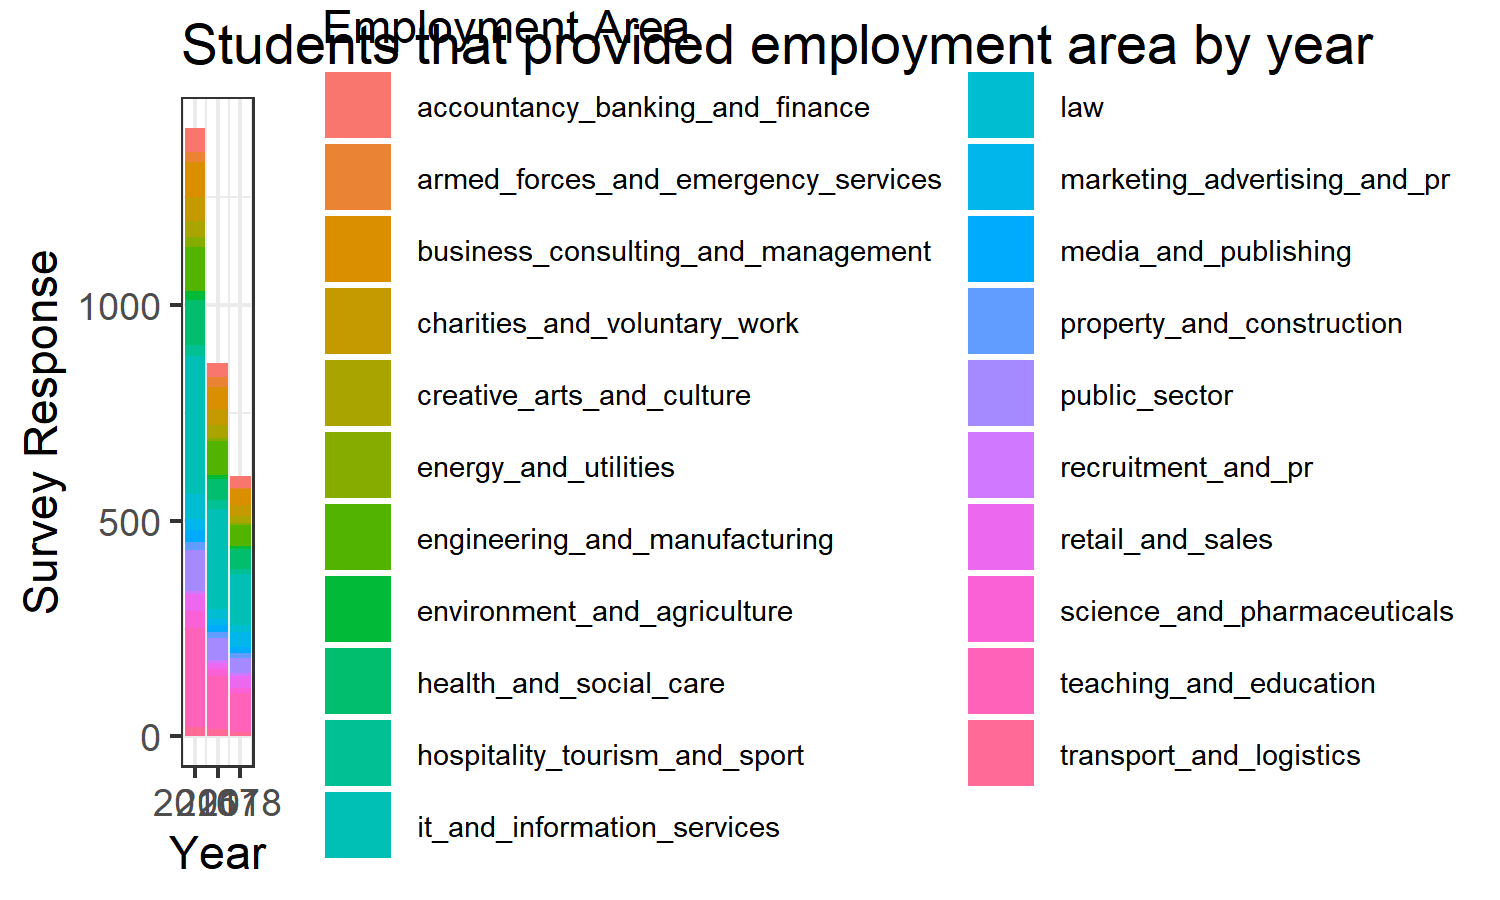 Employment Area
Students that provided employment area by year
accountancy_banking_and_finance
armed_forces_and_emergency_services
business_consulting_and_management
charities_and_voluntary_work
creative_arts_and_culture
energy_and_utilities
engineering_and_manufacturing
environment_and_agriculture
health_and_social_care
hospitality_tourism_and_sport
it_and_information_services
law
marketing_advertising_and_pr
media_and_publishing
property_and_construction
public_sector
recruitment_and_pr
retail_and_sales
science_and_pharmaceuticals
teaching_and_education
transport_and_logistics
Survey Response
1000
500
0
2016
2017
2018
Year